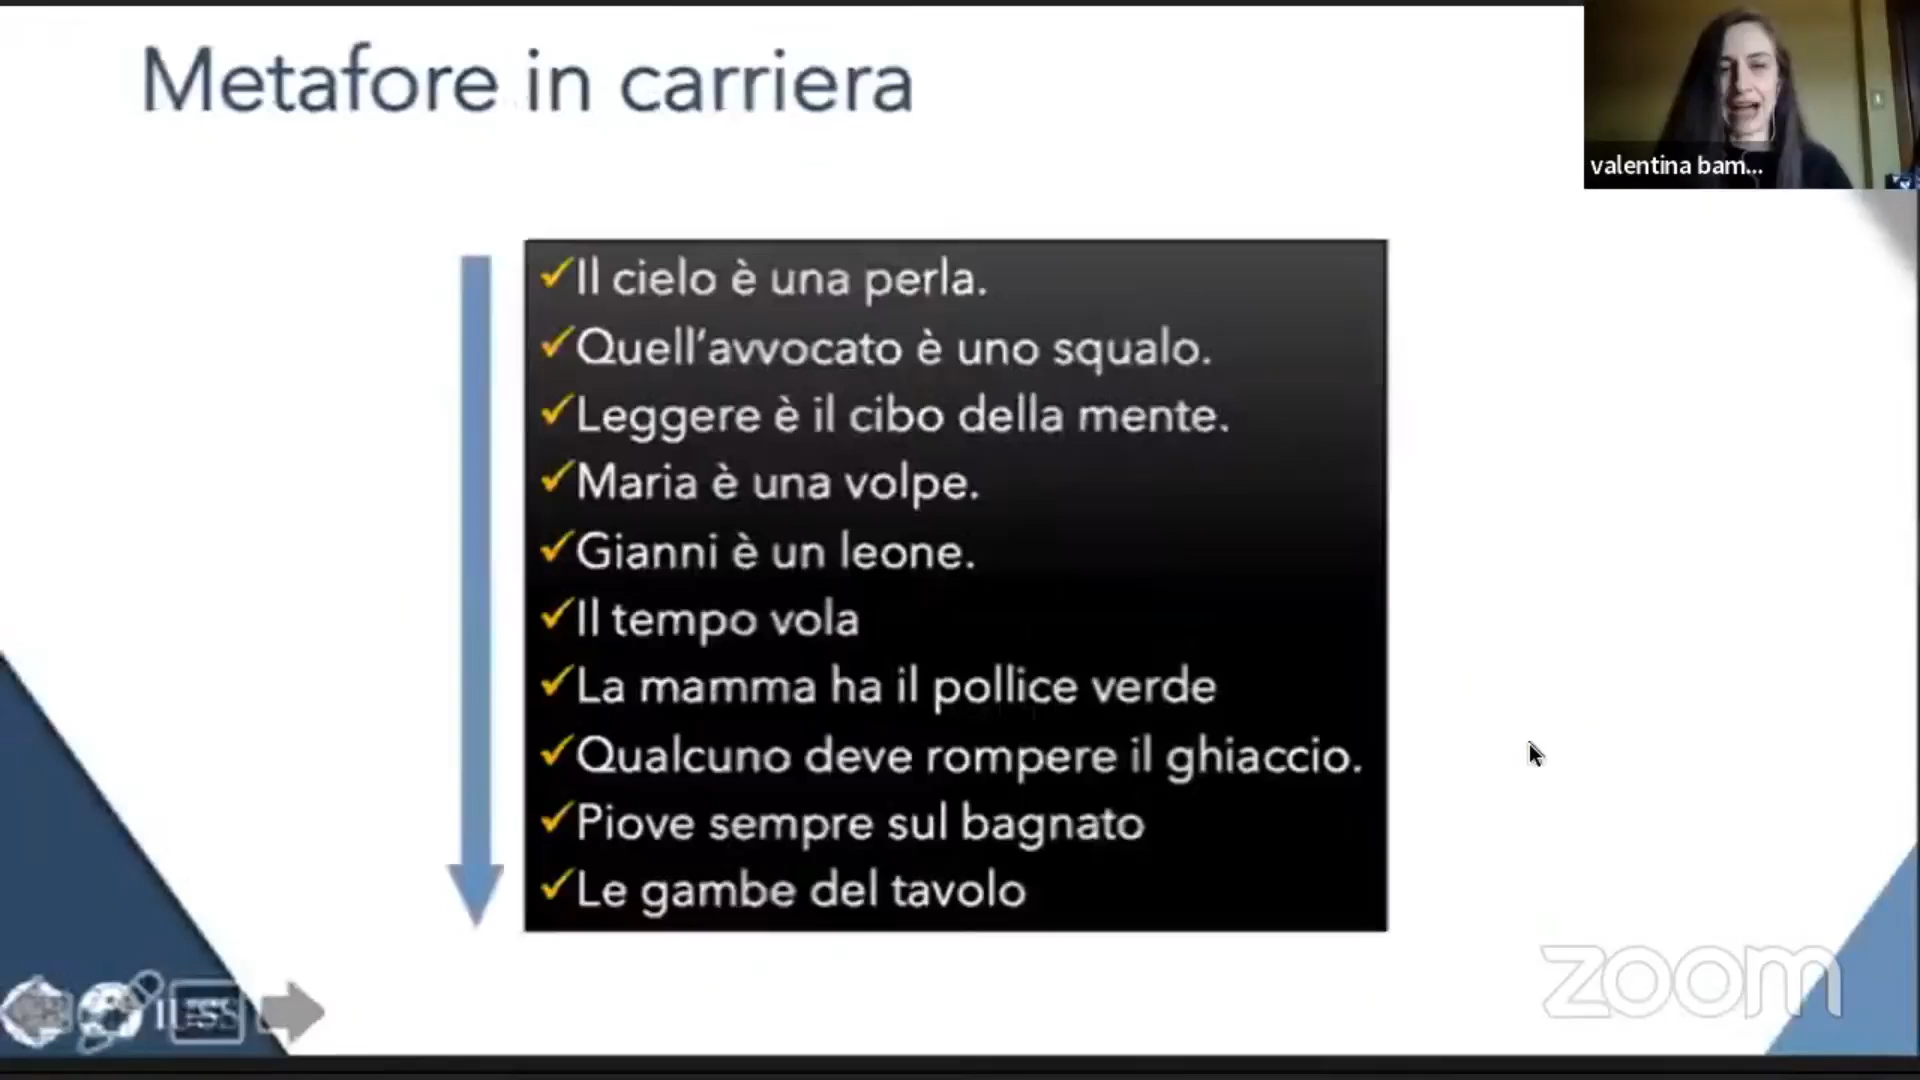 Metafore in carriera
valentina bam...
✓Il cielo è una perla.
✓Quell'avvocato è uno squalo.
✓Leggere è il cibo della mente.
✓Maria è una volpe.
✓Gianni è un leone.
✓Il tempo vola
✓La mamma ha il pollice verde
✓Qualcuno deve rompere il ghiaccio.
✓Piove sempre sul bagnato
✓Le gambe del tavolo
zoom